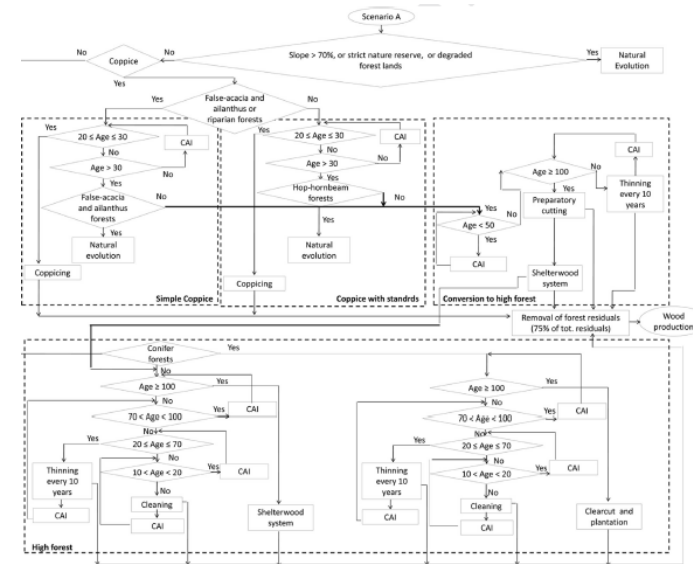 Scenario A
Slope > 70%, or strict nature reserve, or degraded
forest lands
Yes
Natural
Evolution
No
Coppice
No
Yes
False-acacia and
ailanthus or
riparian forests
Yes
No
Yes
20 ≤ Age ≤ 30
CAI
No
Age > 30
No
Yes
False-acacia
and ailanthus
forests
No
Natural
evolution
Coppicing
Simple Coppice
Yes
20 ≤ Age ≤ 30
CAI
No
Age > 30
No
Yes
Hop-hornbeam
forests
No
Yes
Natural
evolution
Coppicing
Coppice with standrds
CAI
Age ≥ 100
No
Yes
Thinning
every 10
years
Preparatory
cutting
Yes
No
Age < 50
Yes
CAI
Shelterwood
system
Conversion to high forest
Removal of forest residuals
(75% of tot. residuals)
Wood
production
Conifer
forests
Yes
No
Age ≥ 100
Yes
No
CAI
70 < Age < 100
Yes
No
Yes
20 ≤ Age ≤ 70
No
Thinning
every 10
years
10 < Age < 20
Yes
CAI
No
Cleaning
CAI
CAI
Shelterwood
system
Age ≥ 100
Yes
No
CAI
70 < Age < 100
Yes
No
Yes
20 ≤ Age ≤ 70
No
Thinning
every 10
years
10 < Age < 20
Yes
CAI
No
Cleaning
CAI
CAI
Clearcut and
plantation
High forest